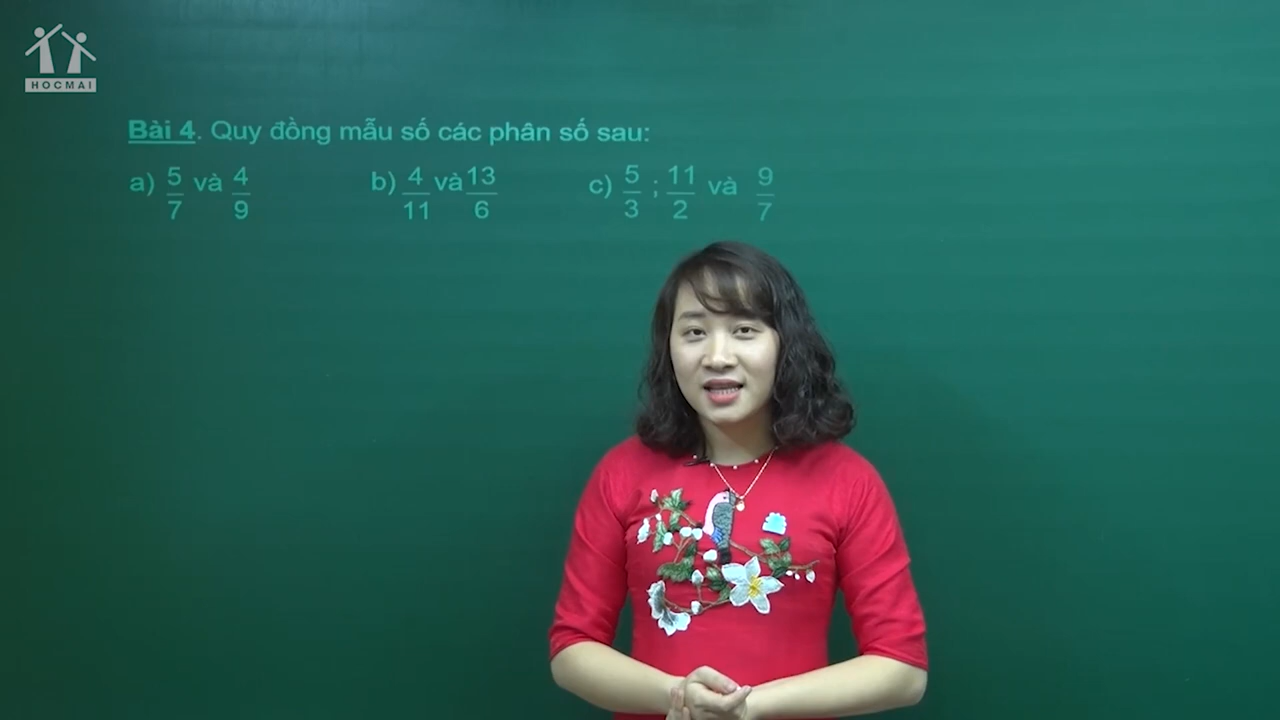 HOCMAI
Bài 4. Quy đồng mẫu số các phân số sau:
a) 5/7 và 4/9 b) 4/11 và 13/6 c) 5/3 ; 11/2 và 9/7